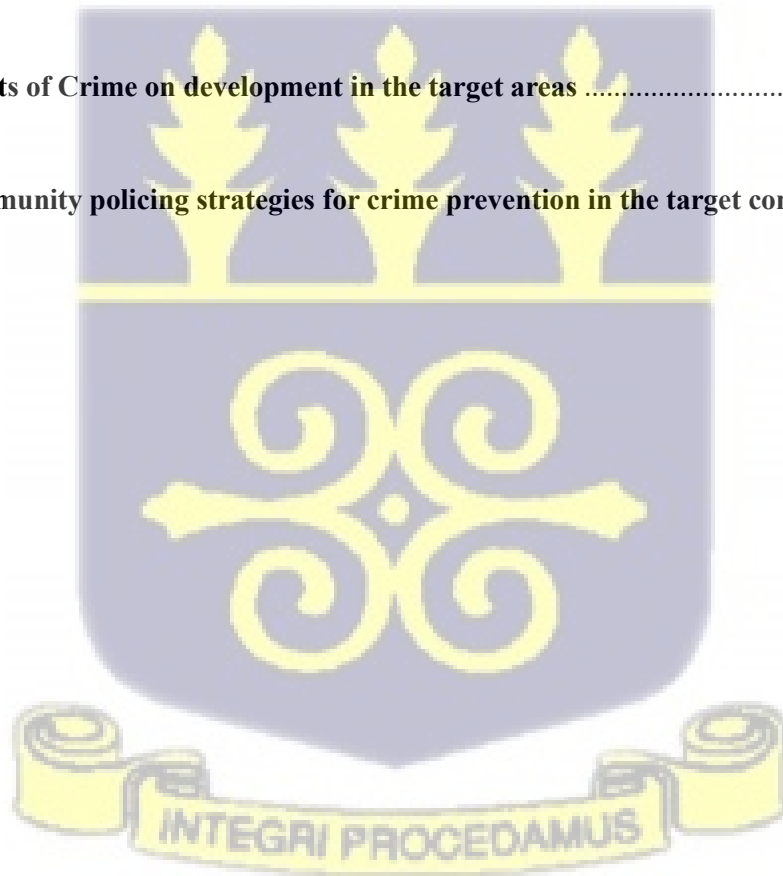 ts of Crime on development in the target areas ............................
munity policing strategies for crime prevention in the target co
INTEGRI PROCEDAMUS